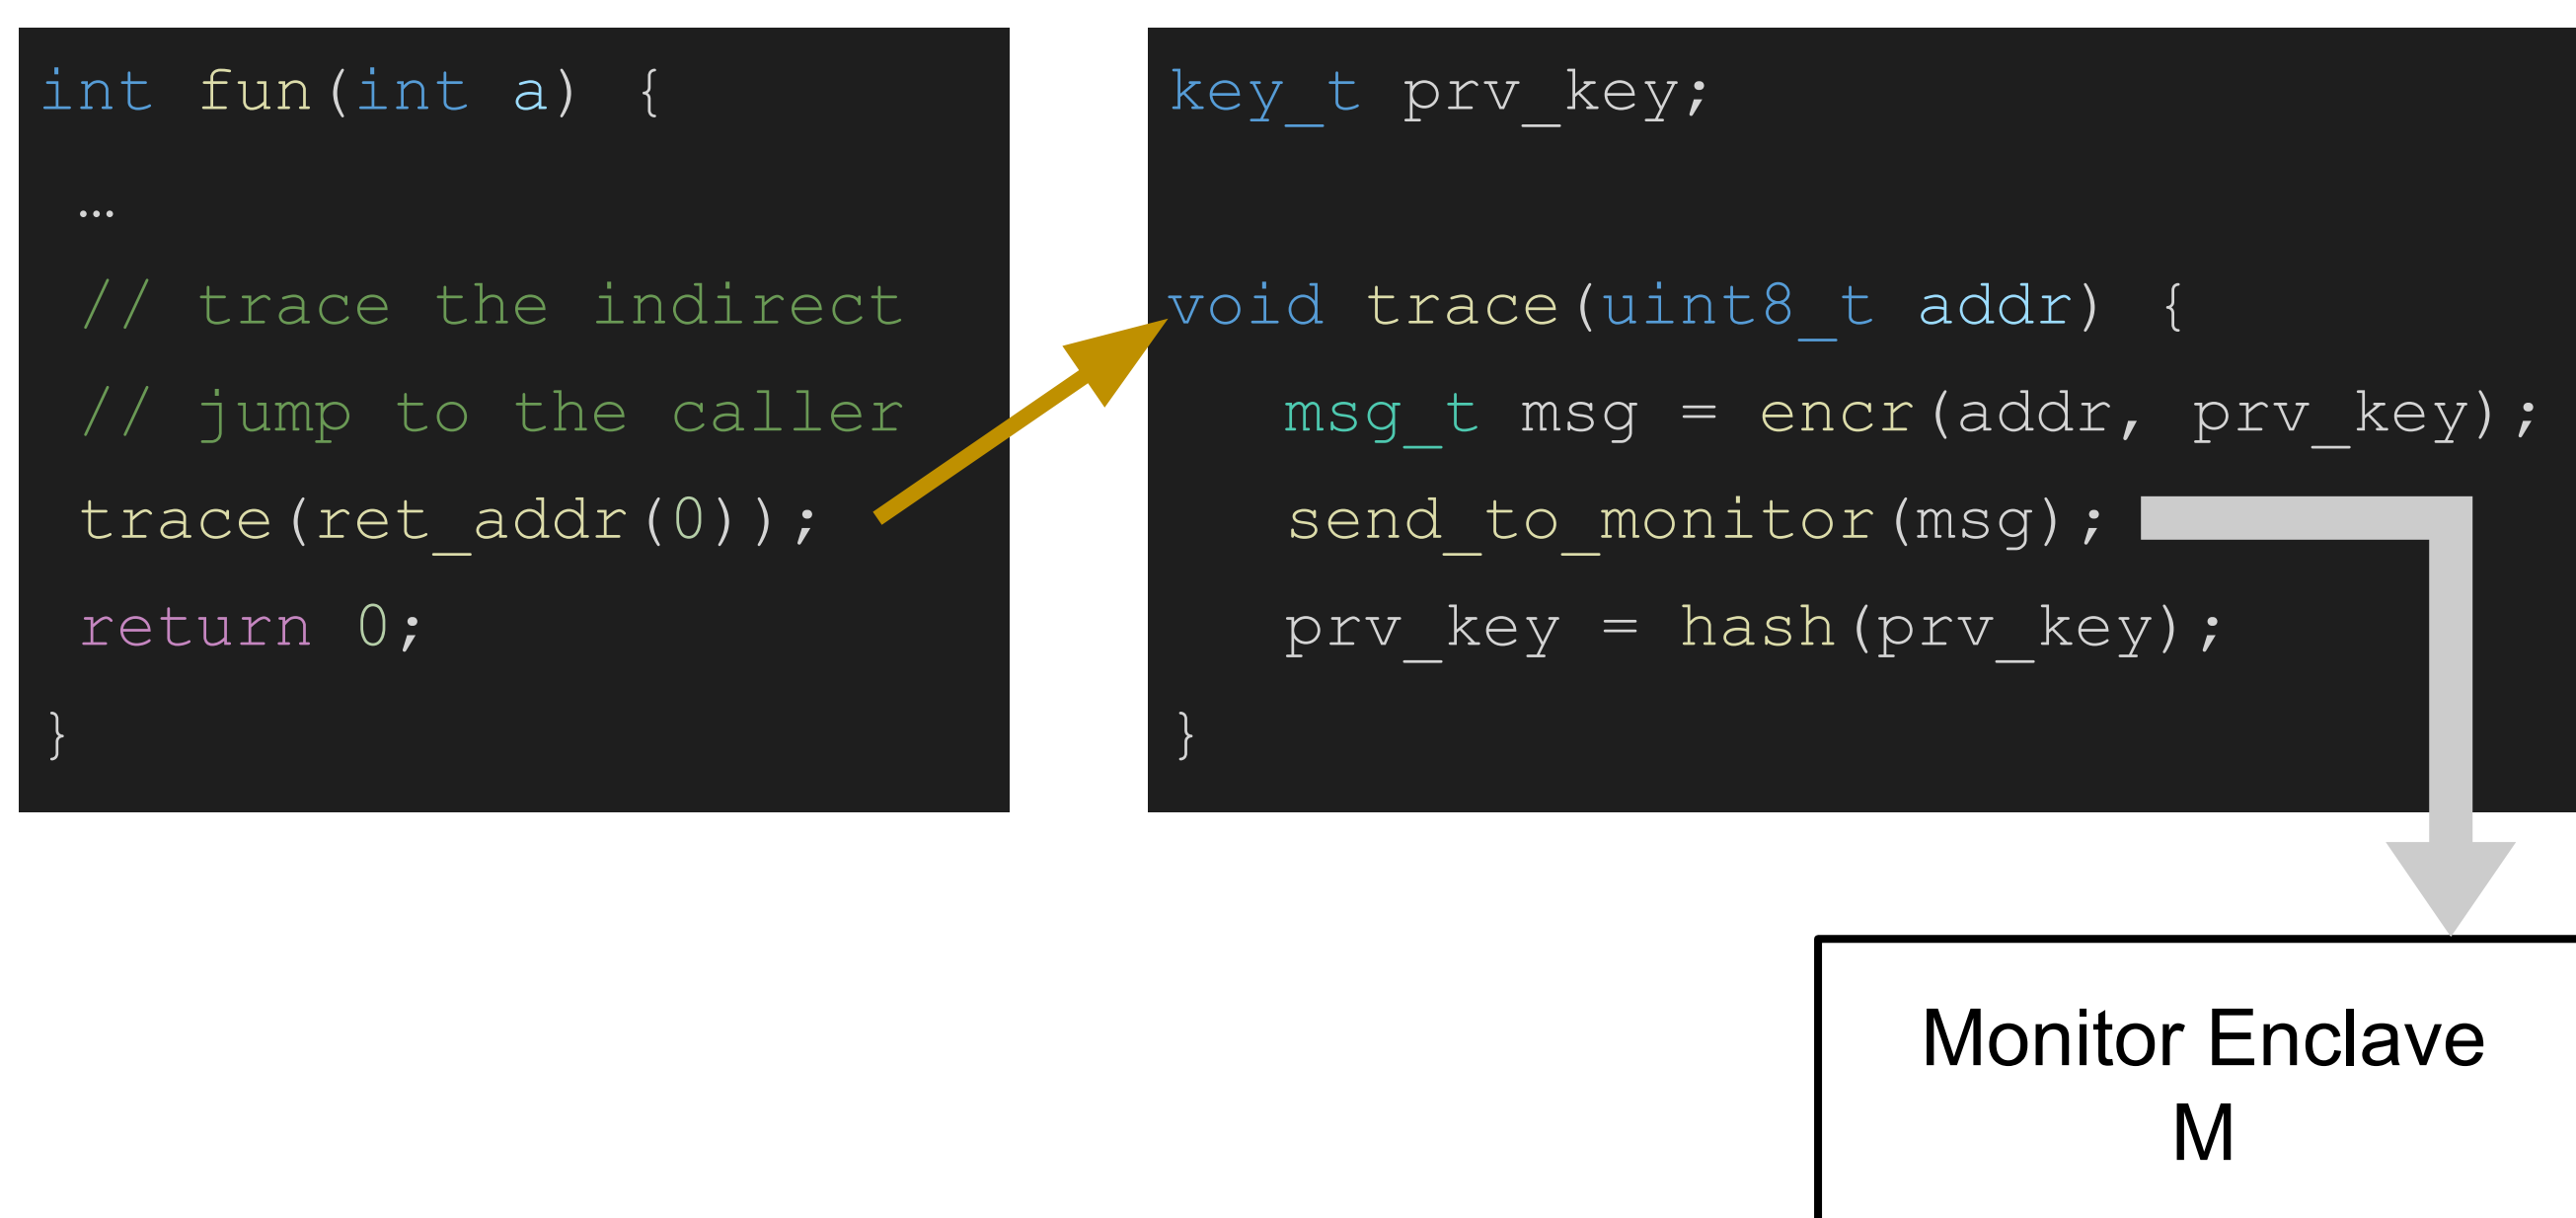 int fun(int a) {
…
// trace the indirect
// jump to the caller
trace(ret_addr(0));
return 0;
}
key_t prv_key;
void trace(uint8_t addr) {
msg_t msg = encr(addr, prv_key);
send_to_monitor(msg);
prv_key = hash(prv_key);
}
Monitor Enclave
M